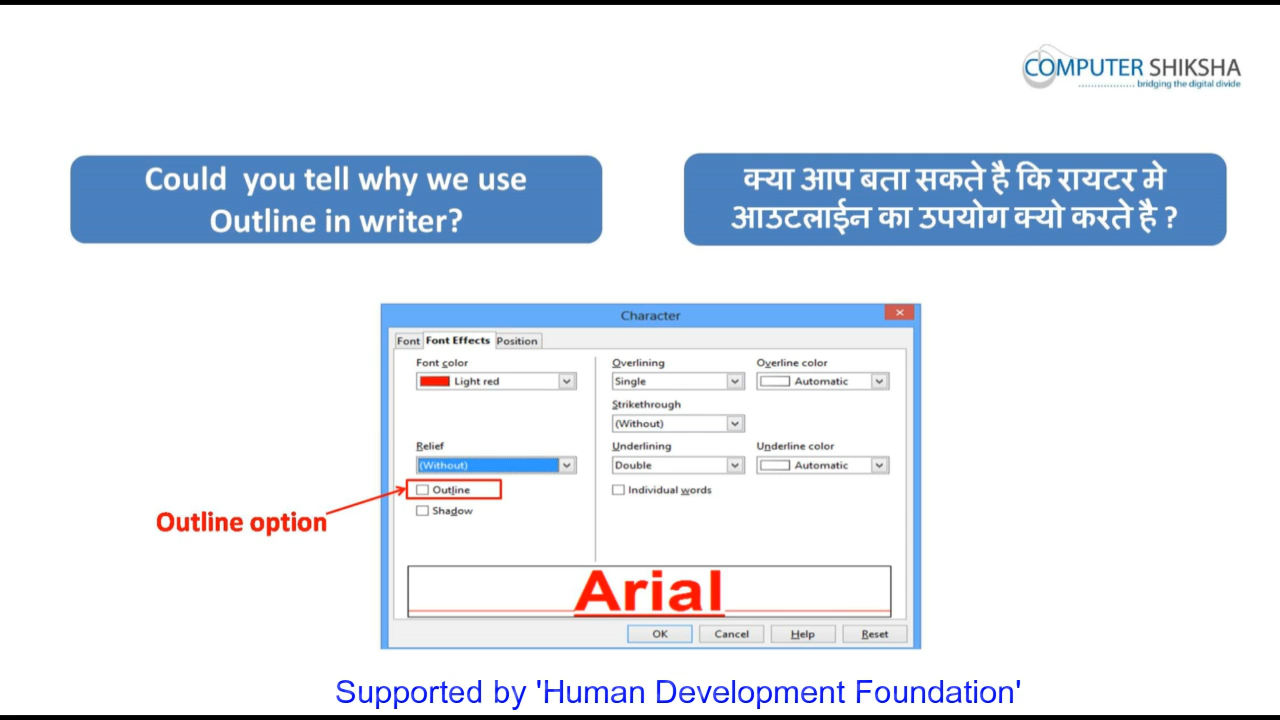 COMPUTER SHIKSHA
.................. bridging the digital divide
Could you tell why we use
Outline in writer?
क्या आप बता सकते है कि रायटर मे
आउटलाईन का उपयोग क्यो करते है ?
Character
Font Font Effects Position
Font color
Overlining
Overline color
Light red
Single
Automatic
Strikethrough
(Without)
Relief
Underlining
Underline color
(Without)
Double
Automatic
Outline
Individual words
Shadow
Outline option
Arial
OK Cancel Help Reset
Supported by 'Human Development Foundation'